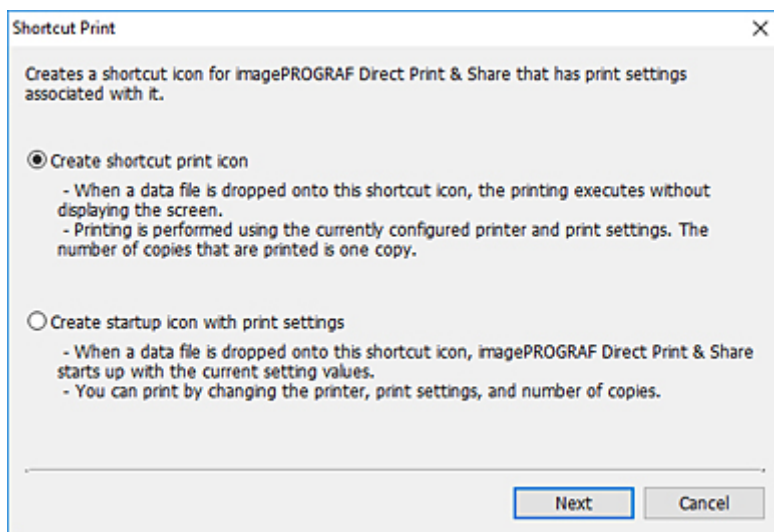 Shortcut Print
Creates a shortcut icon for imagePROGRAF Direct Print & Share that has print settings
associated with it.
Create shortcut print icon
- When a data file is dropped onto this shortcut icon, the printing executes without
displaying the screen.
- Printing is performed using the currently configured printer and print settings. The
number of copies that are printed is one copy.
Create startup icon with print settings
- When a data file is dropped onto this shortcut icon, imagePROGRAF Direct Print & Share
starts up with the current setting values.
- You can print by changing the printer, print settings, and number of copies.
Next Cancel